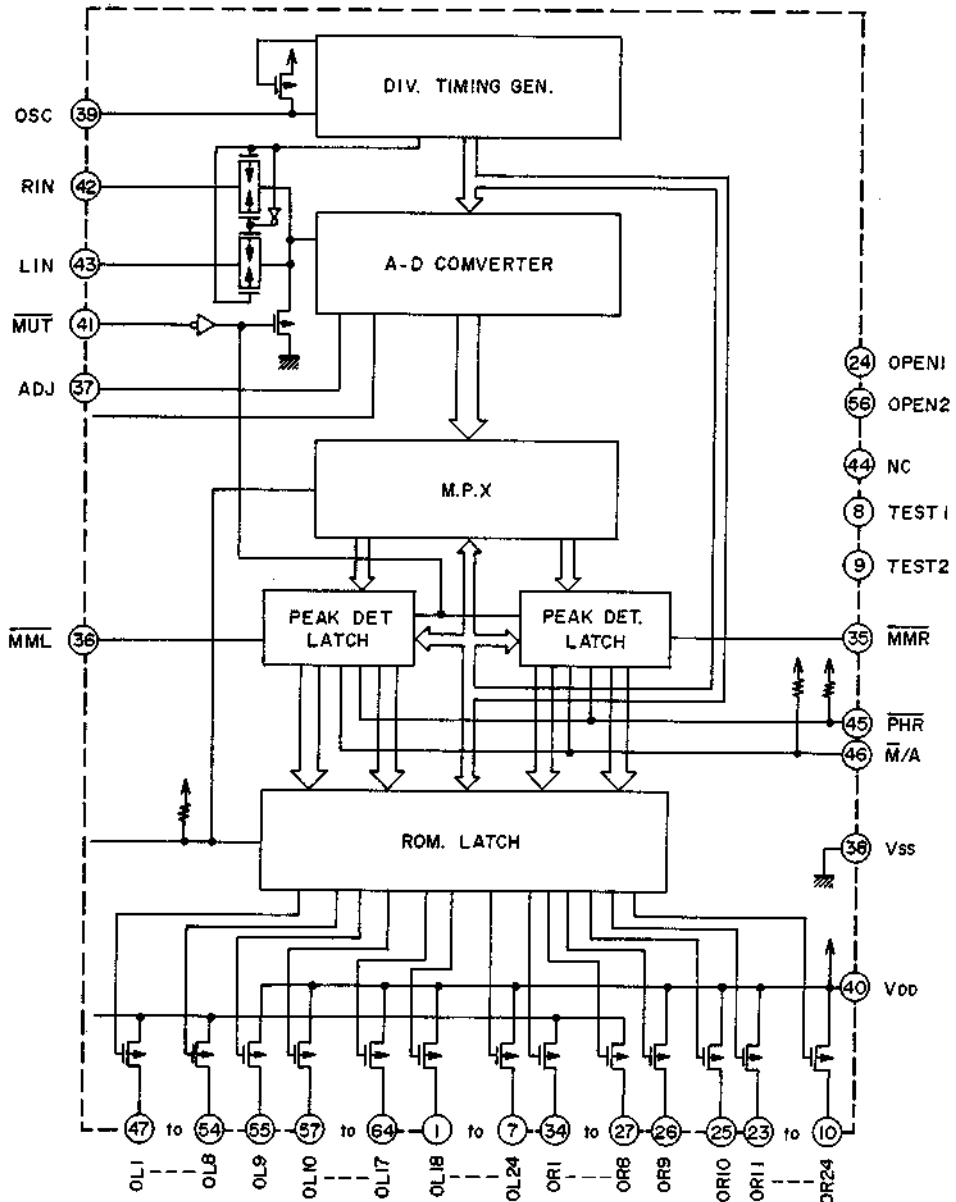 DIV. TIMING GEN.
OSC 39
RIN 42
A-D COMVERTER
LIN 43
MUT 41
ADJ 37
24 OPEN1
56 OPEN2
M.P.X
44 NC
8 TEST1
9 TEST2
PEAK DET
LATCH
PEAK DET.
LATCH
MML 36
35 MMR
45 PHR
46 M/A
ROM. LATCH
38 VSS
40 VDD
47 to 54 55 57 to 64 1 to 7 34 to 27 26 25 23 to 10
OL1 OL8 OL9 OL10 OL17 OL18 OL24 OR1 OR8 OR9 OR10 OR11 OR24